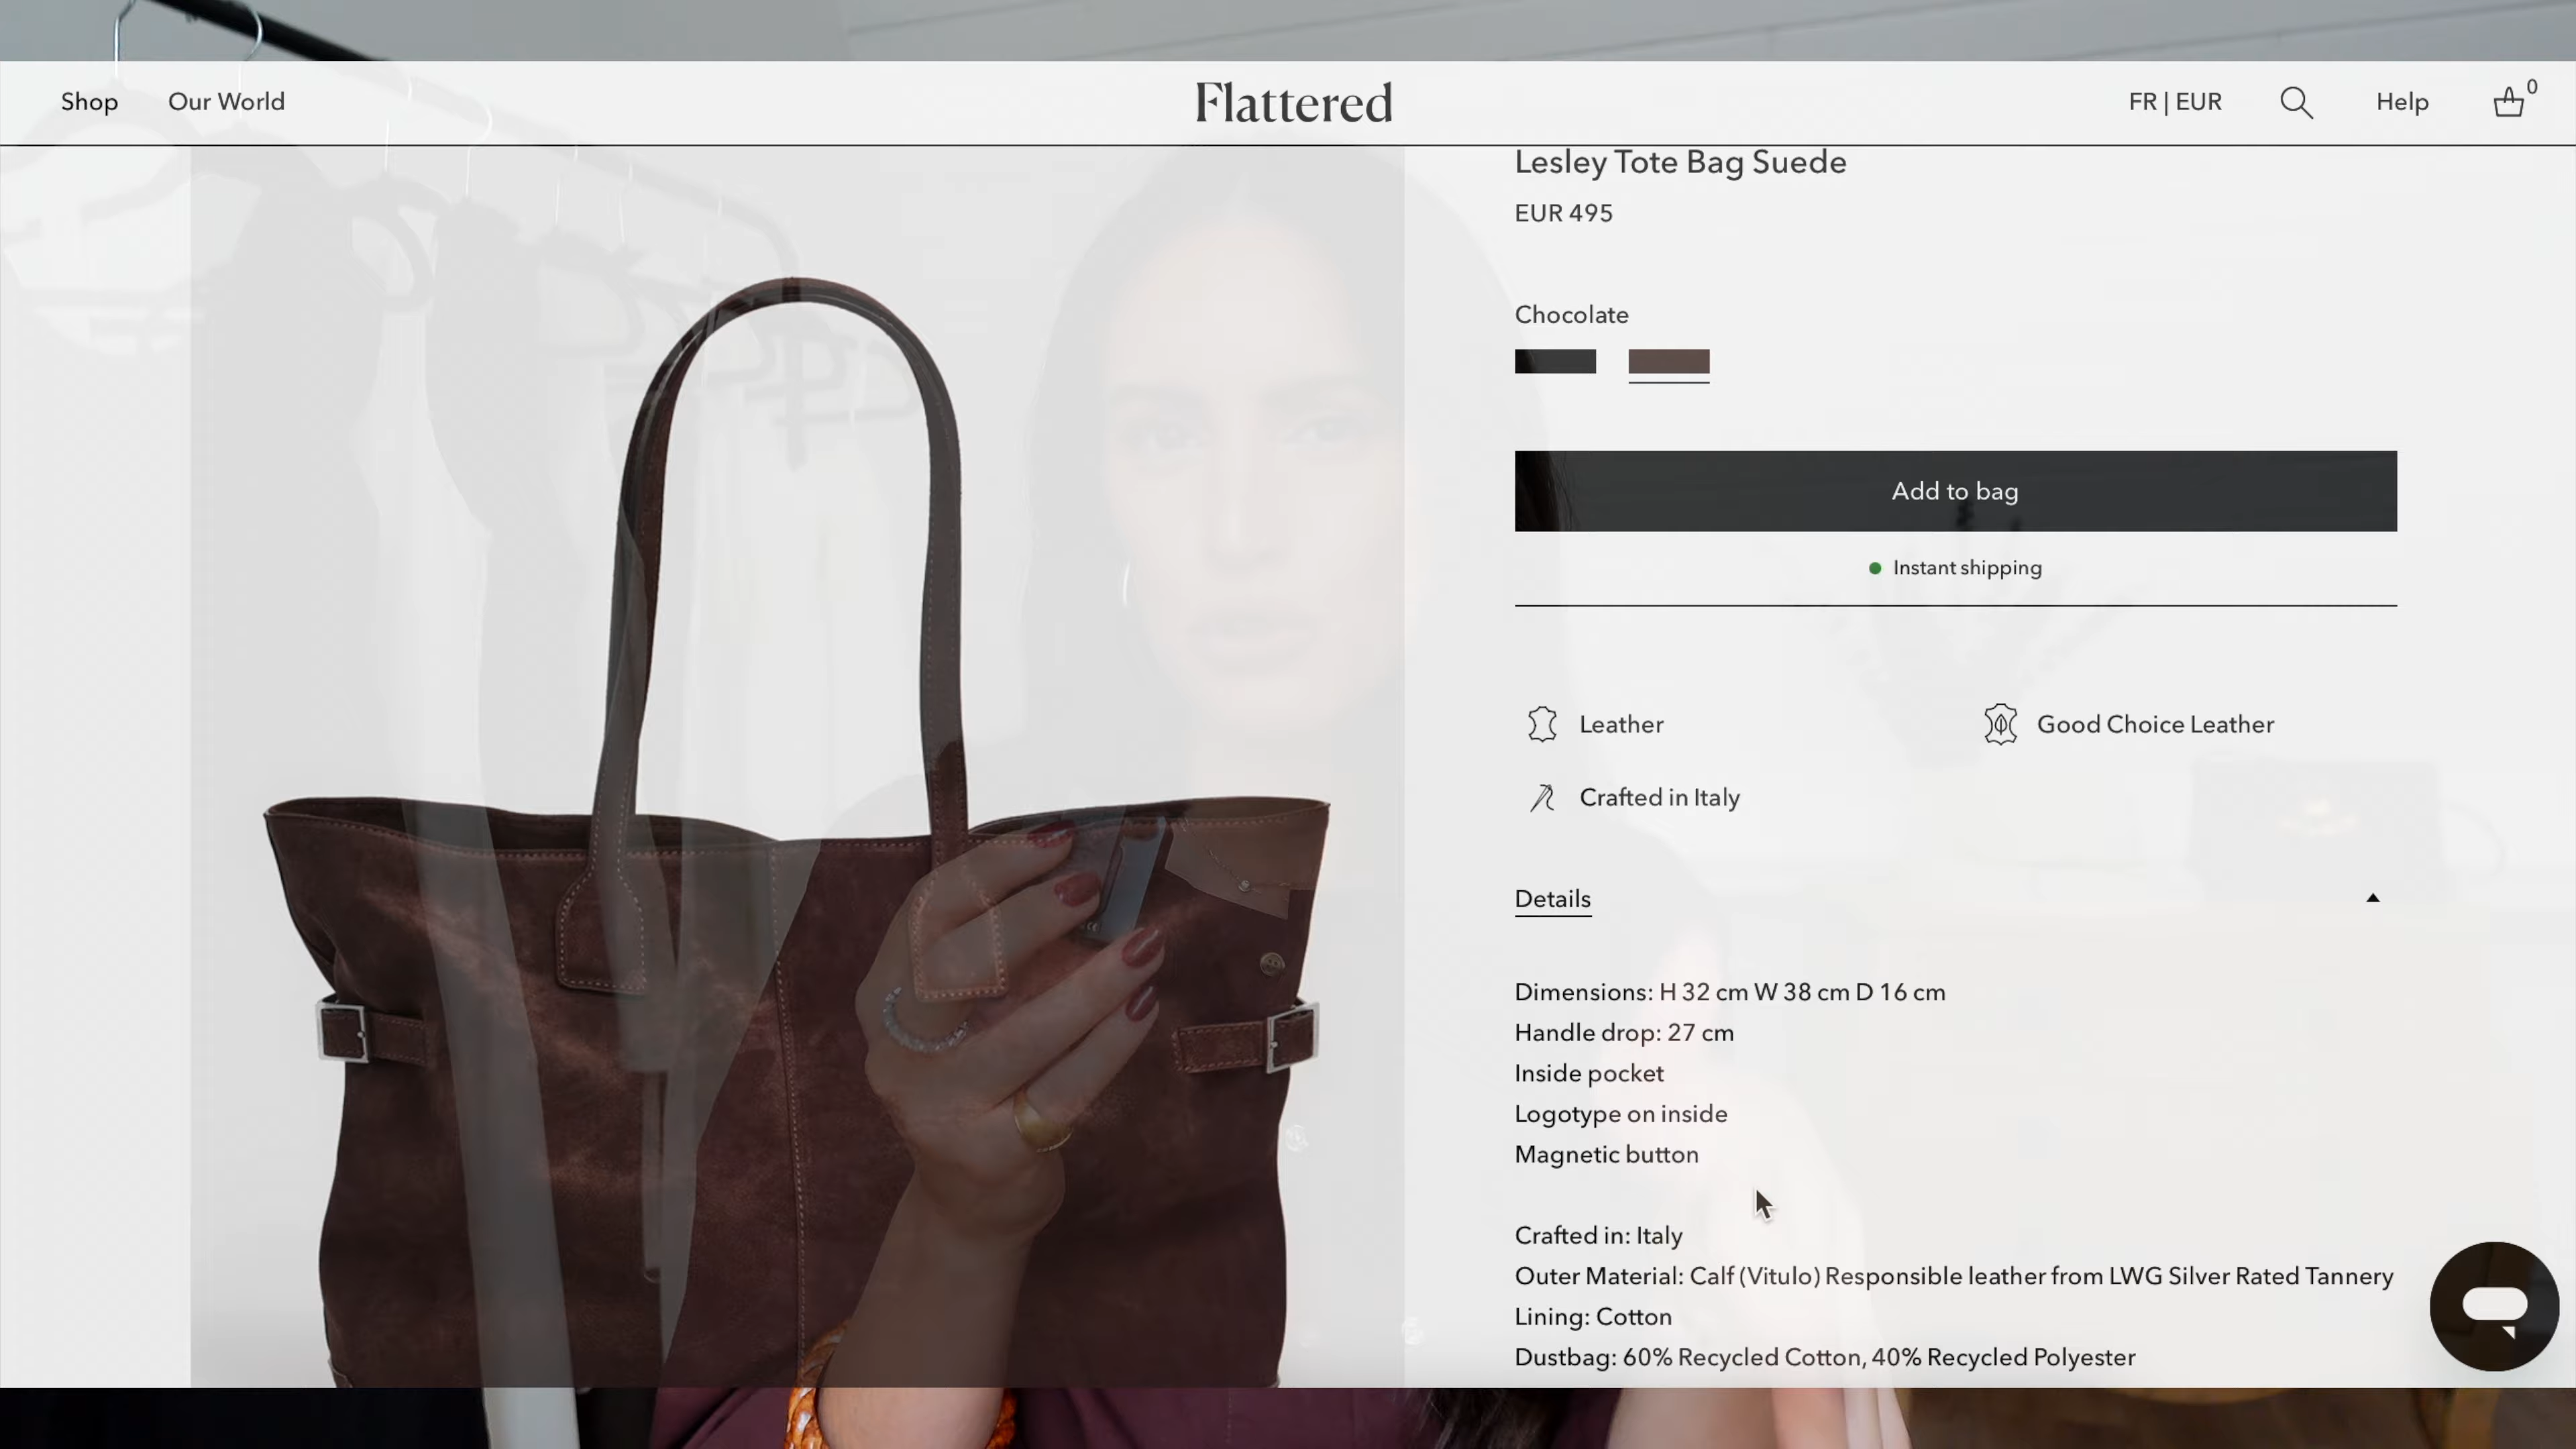 Shop
Our World
Flattered
FR | EUR
Help
0
Lesley Tote Bag Suede
EUR 495
Chocolate
Add to bag
Instant shipping
Leather
Good Choice Leather
Crafted in Italy
Details
Dimensions: H 32 cm W 38 cm D 16 cm
Handle drop: 27 cm
Inside pocket
Logotype on inside
Magnetic button
Crafted in: Italy
Outer Material: Calf (Vitulo) Responsible leather from LWG Silver Rated Tannery
Lining: Cotton
Dustbag: 60% Recycled Cotton, 40% Recycled Polyester